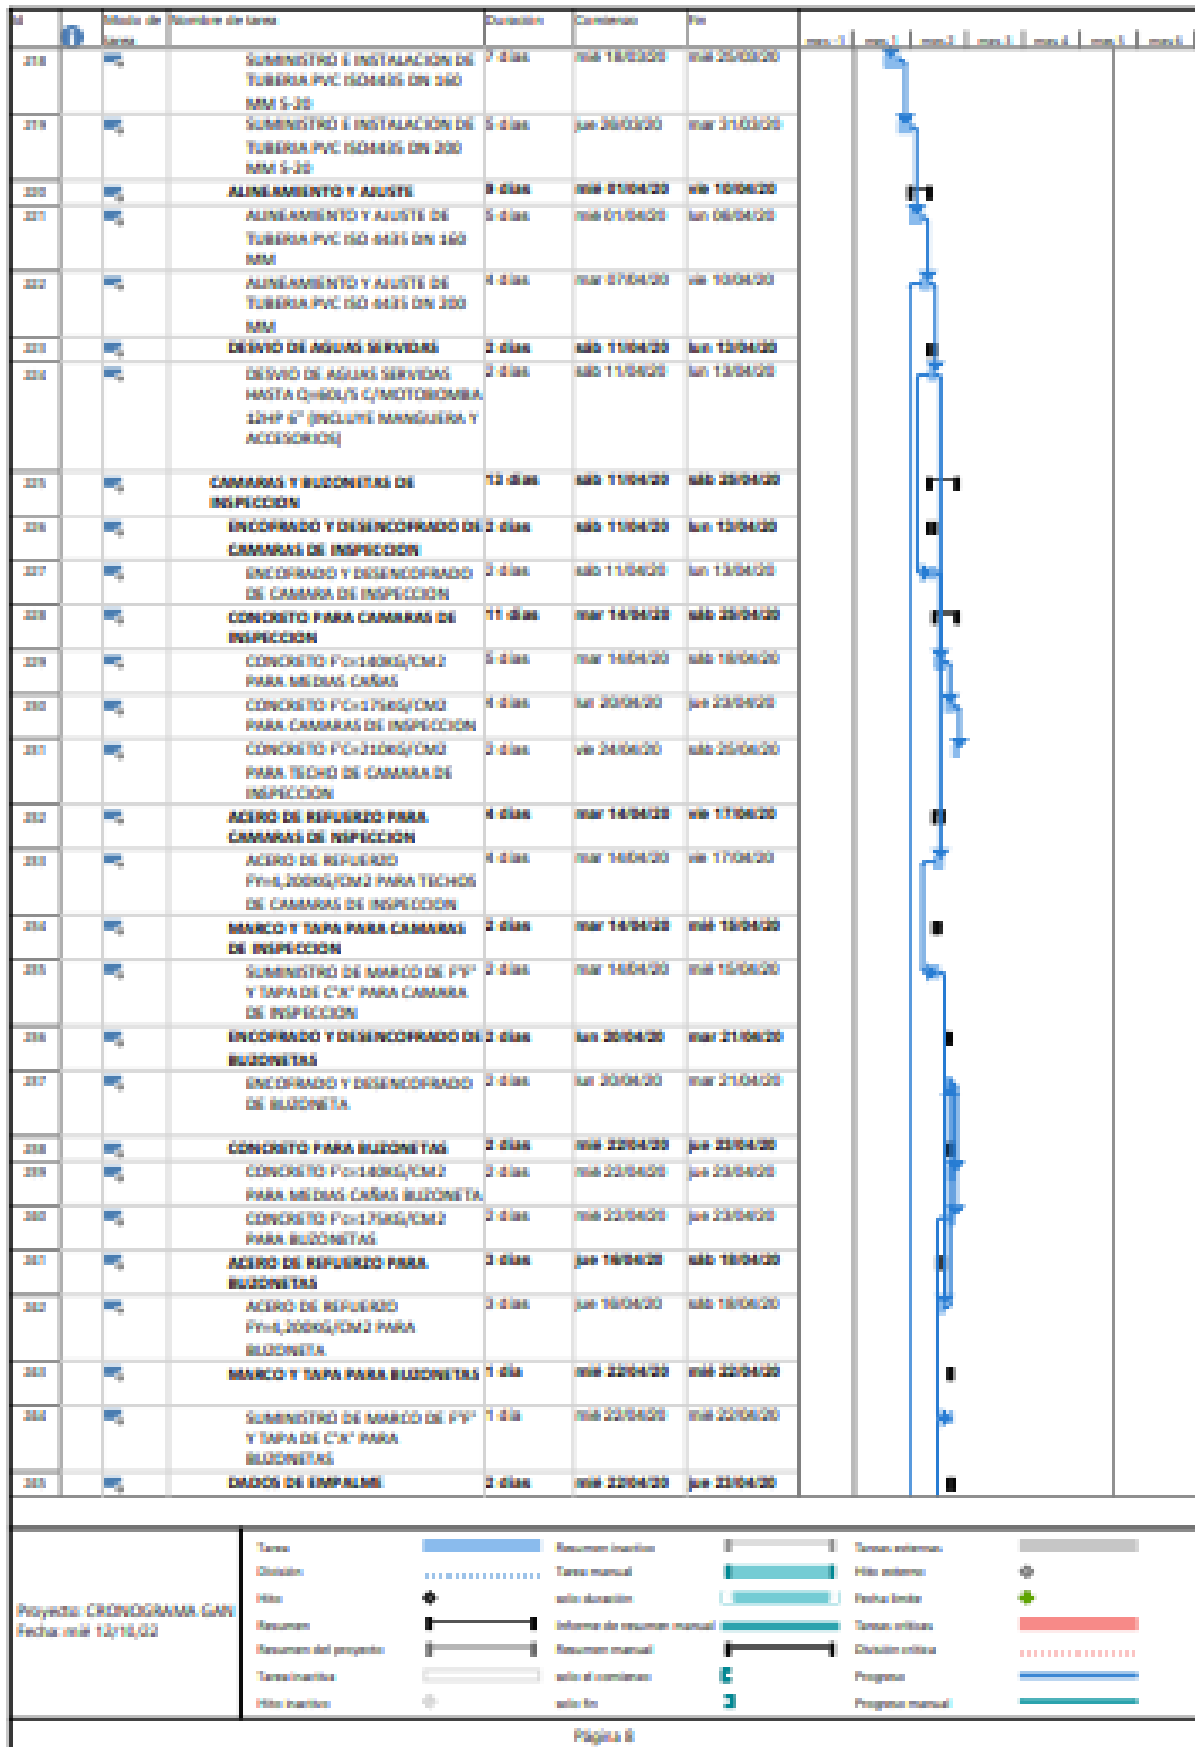 Id Modo de tarea Nombre de tarea Duración Comienzo Fin
mes -1 mes 1 mes 2 mes 3 mes 4 mes 5 mes 6
218 SUMINISTRO E INSTALACION DE 7 días mié 18/03/20 mié 25/03/20
TUBERIA PVC ISO4435 DN 160
MM S-20
219 SUMINISTRO E INSTALACION DE 5 días jue 26/03/20 mar 31/03/20
TUBERIA PVC ISO4435 DN 200
MM S-20
220 ALINEAMIENTO Y AJUSTE 9 días mié 01/04/20 vie 10/04/20
221 ALINEAMIENTO Y AJUSTE DE 5 días mié 01/04/20 lun 06/04/20
TUBERIA PVC ISO 4435 DN 160
MM
222 ALINEAMIENTO Y AJUSTE DE 4 días mar 07/04/20 vie 10/04/20
TUBERIA PVC ISO 4435 DN 200
MM
223 DESVIO DE AGUAS SERVIDAS 2 días sáb 11/04/20 lun 13/04/20
224 DESVIO DE AGUAS SERVIDAS 2 días sáb 11/04/20 lun 13/04/20
HASTA Q=60L/S C/MOTOBOMBA
12HP 6" (INCLUYE MANGUERA Y
ACCESORIOS)
225 CAMARAS Y BUZONETAS DE 13 días sáb 11/04/20 sáb 25/04/20
INSPECCION
226 ENCOFRADO Y DESENCOFRADO DE 2 días sáb 11/04/20 lun 13/04/20
CAMARAS DE INSPECCION
227 ENCOFRADO Y DESENCOFRADO 2 días sáb 11/04/20 lun 13/04/20
DE CAMARA DE INSPECCION
228 CONCRETO PARA CAMARAS DE 11 días mar 14/04/20 sáb 25/04/20
INSPECCION
229 CONCRETO F'C=140KG/CM2 5 días mar 14/04/20 sáb 18/04/20
PARA MEDIAS CAÑAS
230 CONCRETO F'C=175KG/CM2 4 días lun 20/04/20 jue 23/04/20
PARA CAMARAS DE INSPECCION
231 CONCRETO F'C=210KG/CM2 2 días vie 24/04/20 sáb 25/04/20
PARA TECHO DE CAMARA DE
INSPECCION
232 ACERO DE REFUERZO PARA 4 días mar 14/04/20 vie 17/04/20
CAMARAS DE NSPECCION
233 ACERO DE REFUERZO 4 días mar 14/04/20 vie 17/04/20
FY=4,200KG/CM2 PARA TECHOS
DE CAMARAS DE INSPECCION
234 MARCO Y TAPA PARA CAMARAS 2 días mar 14/04/20 mié 15/04/20
DE INSPECCION
235 SUMINISTRO DE MARCO DE F°F° 2 días mar 14/04/20 mié 15/04/20
Y TAPA DE C°A° PARA CAMARA
DE INSPECCION
236 ENCOFRADO Y DESENCOFRADO DE 2 días lun 20/04/20 mar 21/04/20
BUZONETAS
237 ENCOFRADO Y DESENCOFRADO 2 días lun 20/04/20 mar 21/04/20
DE BUZONETA
238 CONCRETO PARA BUZONETAS 2 días mié 22/04/20 jue 23/04/20
239 CONCRETO F'C=140KG/CM2 2 días mié 22/04/20 jue 23/04/20
PARA MEDIAS CAÑAS BUZONETA
240 CONCRETO F'C=175KG/CM2 2 días mié 22/04/20 jue 23/04/20
PARA BUZONETAS
241 ACERO DE REFUERZO PARA 3 días jue 16/04/20 sáb 18/04/20
BUZONETAS
242 ACERO DE REFUERZO 3 días jue 16/04/20 sáb 18/04/20
FY=4,200KG/CM2 PARA
BUZONETA
243 MARCO Y TAPA PARA BUZONETAS 1 día mié 22/04/20 mié 22/04/20
244 SUMINISTRO DE MARCO DE F°F° 1 día mié 22/04/20 mié 22/04/20
Y TAPA DE C°A° PARA
BUZONETAS
245 DADOS DE EMPALME 2 días mié 22/04/20 jue 23/04/20
Proyecto: CRONOGRAMA GAN
Fecha: mié 12/10/22
Tarea Resumen inactivo Tareas externas
División Tarea manual Hito externo
Hito solo duración Fecha límite
Resumen Informe de resumen manual Tareas críticas
Resumen del proyecto Resumen manual División crítica
Tarea inactiva solo el comienzo Progreso
Hito inactivo solo fin Progreso manual
Página 8